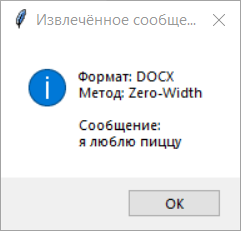 Извлечённое сообще...
Формат: DOCX
Метод: Zero-Width
Сообщение:
я люблю пиццу
OK